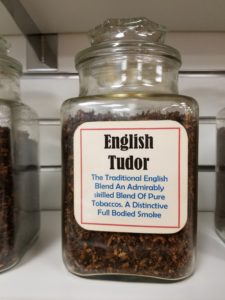 English
Tudor
The Traditional English
Blend An Admirably
skilled Blend Of Pure
Tobaccos. A Distinctive
Full Bodied Smoke